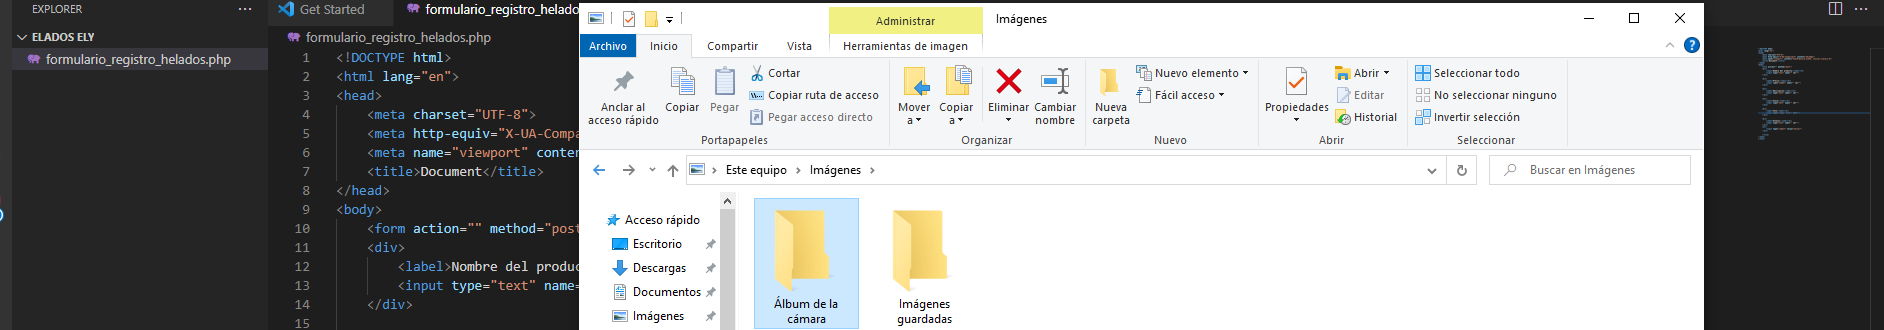 EXPLORER
ELADOS ELY
formulario_registro_helados.php
Get Started
formulario_registro_helado
formulario_registro_helados.php
1 <!DOCTYPE html>
2 <html lang="en">
3 <head>
4 <meta charset="UTF-8">
5 <meta http-equiv="X-UA-Compa
6 <meta name="viewport" conten
7 <title>Document</title>
8 </head>
9 <body>
10 <form action="" method="post
11 <div>
12 <label>Nombre del produc
13 <input type="text" name=
14 </div>
15
Administrar
Imágenes
Archivo
Inicio
Compartir
Vista
Herramientas de imagen
Anclar al
acceso rápido
Copiar
Pegar
Cortar
Copiar ruta de acceso
Pegar acceso directo
Portapapeles
Mover
a
Copiar
a
Eliminar
Cambiar
nombre
Organizar
Nueva
carpeta
Nuevo elemento
Fácil acceso
Nuevo
Propiedades
Abrir
Editar
Historial
Abrir
Seleccionar todo
No seleccionar ninguno
Invertir selección
Seleccionar
Este equipo > Imágenes >
Buscar en Imágenes
Acceso rápido
Escritorio
Descargas
Documentos
Imágenes
Álbum de la
cámara
Imágenes
guardadas